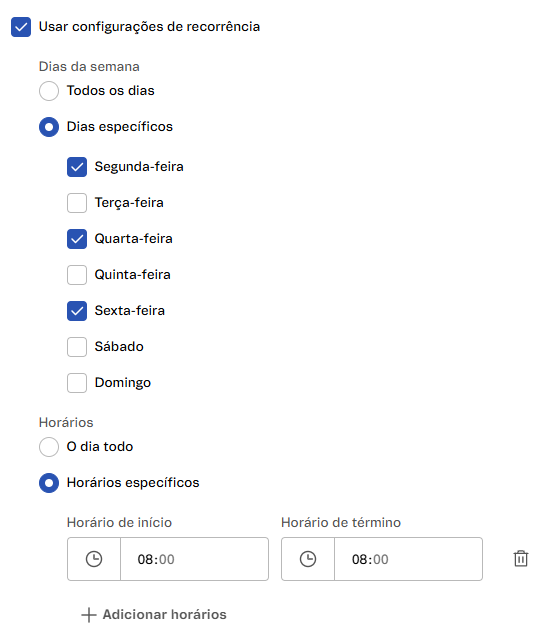 Usar configurações de recorrência
Dias da semana
Todos os dias
Dias específicos
Segunda-feira
Terça-feira
Quarta-feira
Quinta-feira
Sexta-feira
Sábado
Domingo
Horários
O dia todo
Horários específicos
Horário de início Horário de término
08:00 08:00
Adicionar horários